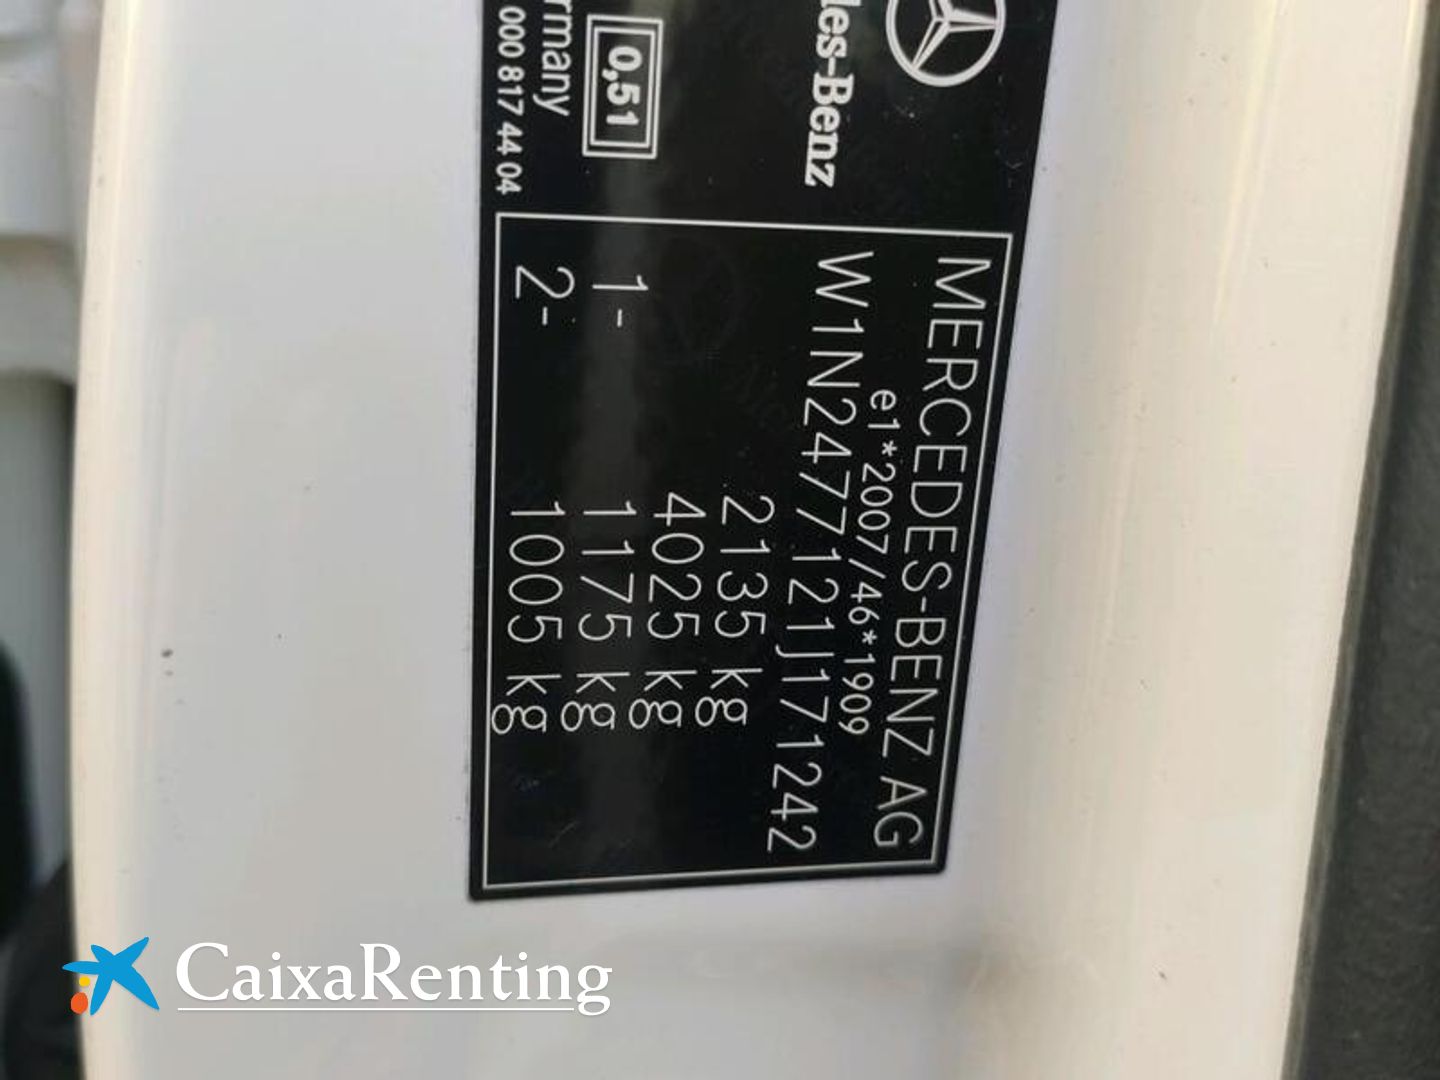 des-Benz
0,51
rmany
000 817 44 04
MERCEDES-BENZ AG
e1*2007/46*1909
W1N2477121J171242
2135 kg
4025 kg
1- 1175 kg
2- 1005 kg
CaixaRenting